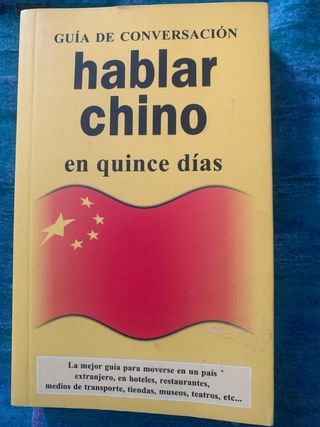 GUÍA DE CONVERSACIÓN
hablar
chino
en quince días
La mejor guía para moverse en un país
extranjero, en hoteles, restaurantes,
medios de transporte, tiendas, museos, teatros, etc...